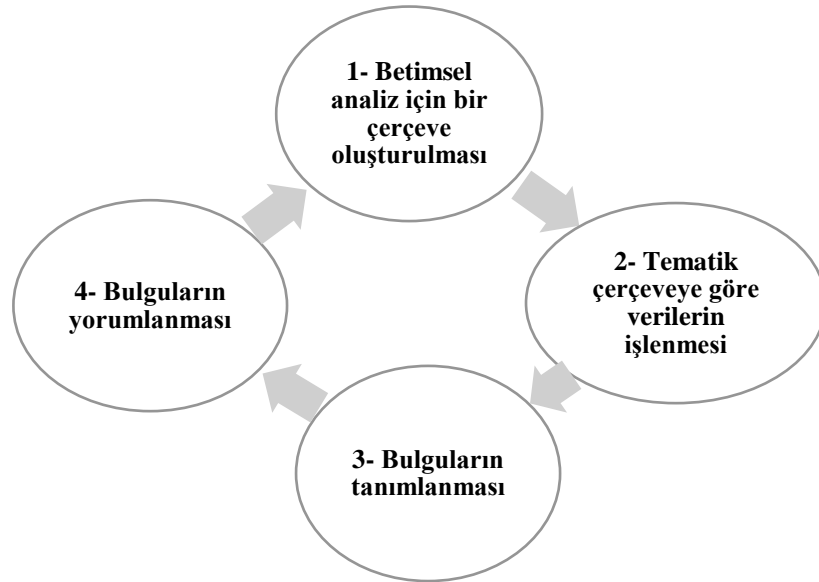 1- Betimsel
analiz için bir
çerçeve
oluşturulması
2- Tematik
çerçeveye göre
verilerin
işlenmesi
3- Bulguların
tanımlanması
4- Bulguların
yorumlanması